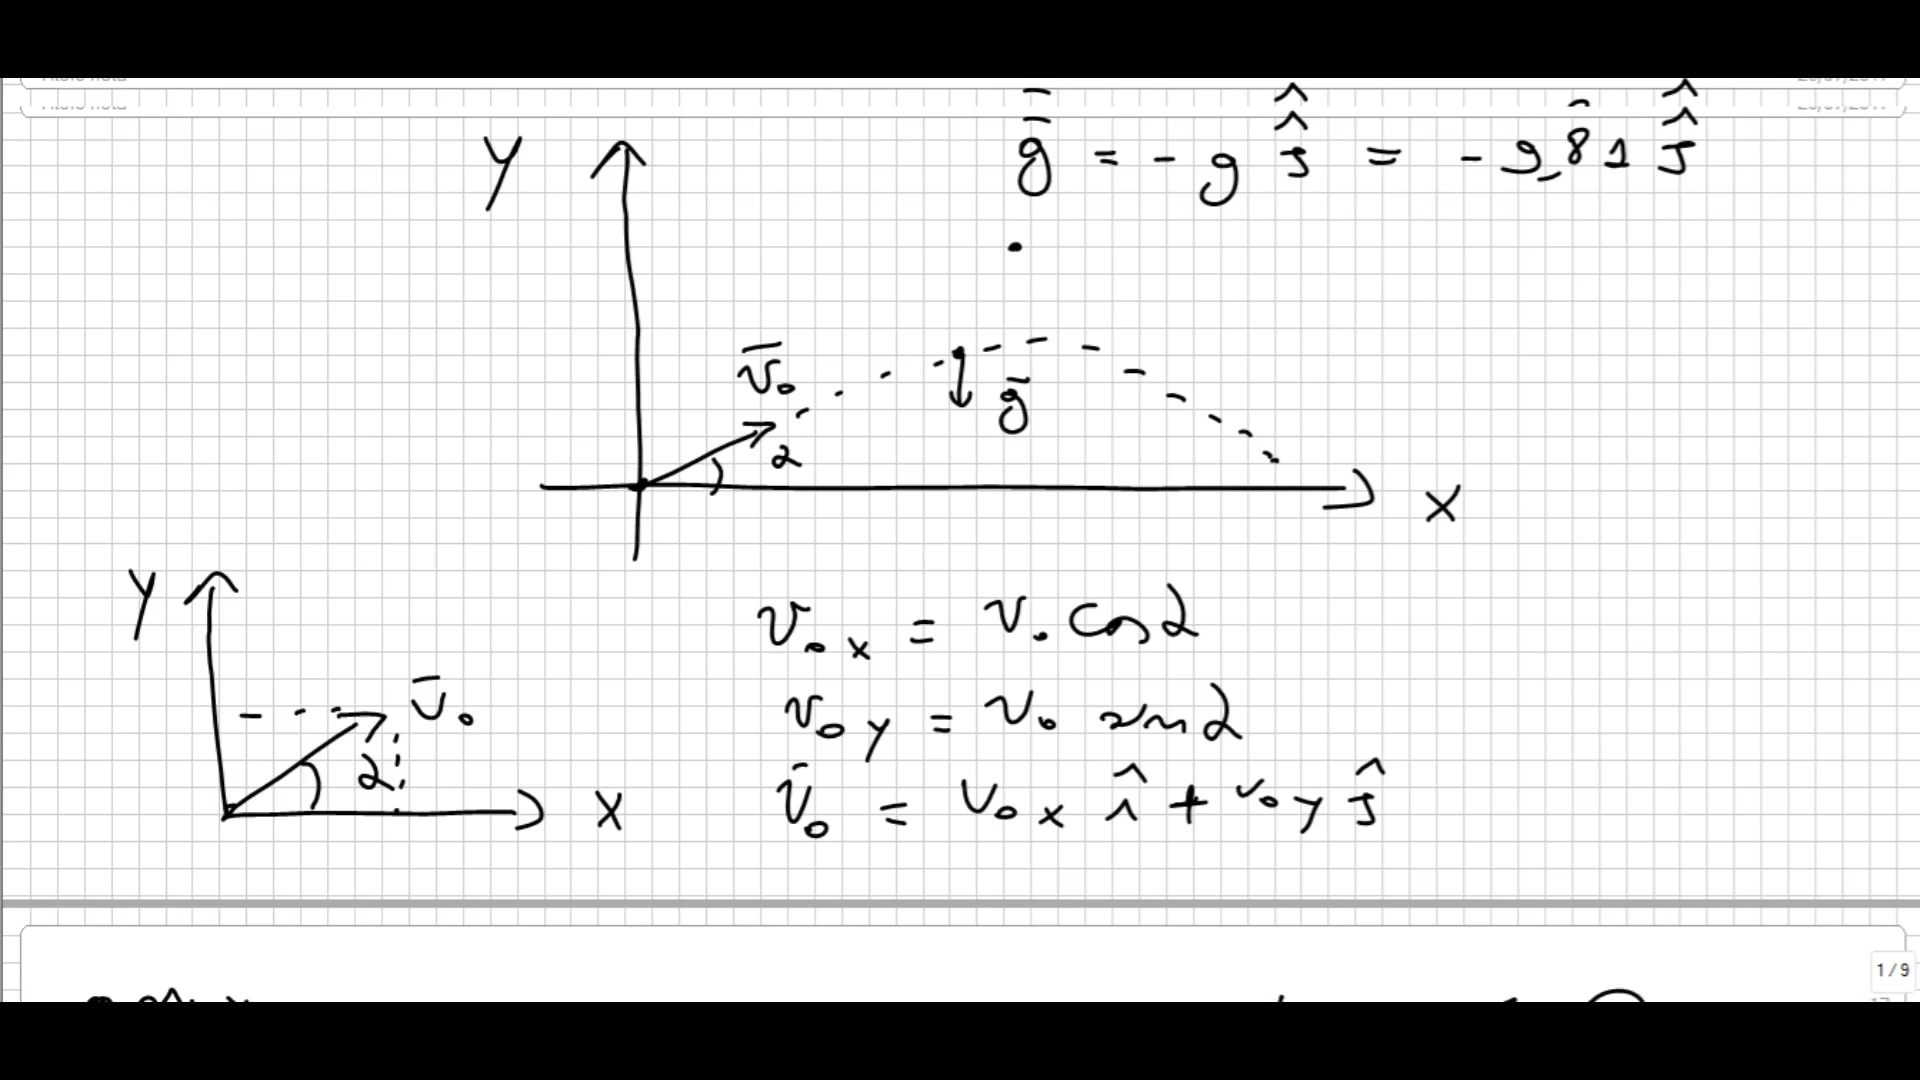 Y
g̅ = - g ĵ = - 9,81 ĵ
v̅₀
α
g̅
X
Y
v̅₀
α
X
v₀ₓ = v₀ cos α
v₀y = v₀ sin α
v̅₀ = v₀ₓ î + v₀y ĵ
1 / 9